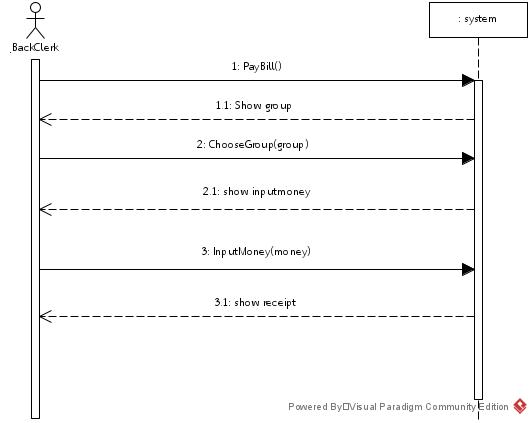 : system
BackClerk
1: PayBill()
1.1: Show group
2: ChooseGroup(group)
2.1: show inputmoney
3: InputMoney(money)
3.1: show receipt
Powered By Visual Paradigm Community Edition